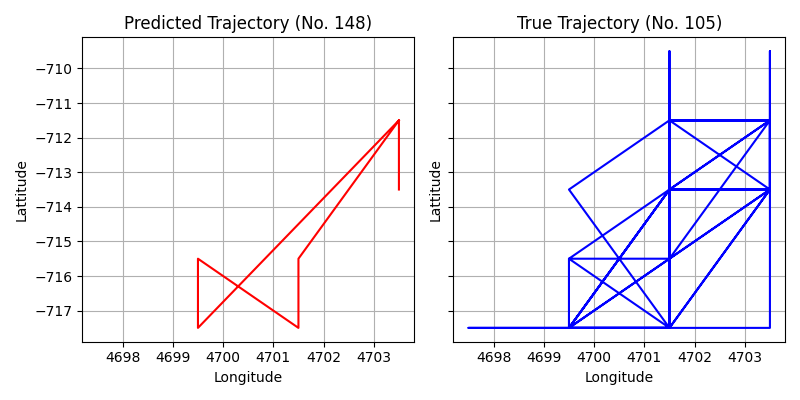 Predicted Trajectory (No. 148)
True Trajectory (No. 105)
−710
−711
−712
−713
−714
−715
−716
−717
Lattitude
Lattitude
4698 4699 4700 4701 4702 4703
4698 4699 4700 4701 4702 4703
Longitude
Longitude